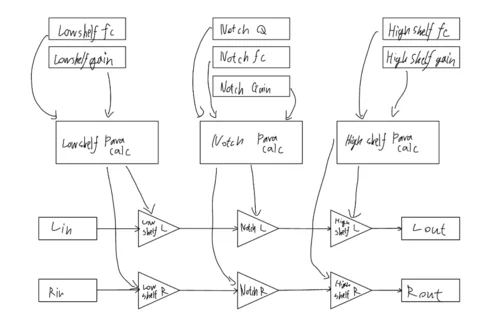 Lowshelf fc
Lowshelf gain
Notch Q
Notch fc
Notch Gain
High shelf fc
High shelf gain
Lowshelf Para
calc
Notch Para
calc
High shelf Para
calc
Lin
Low
shelf L
Notch L
High
shelf L
Lout
Rin
Low
shelf R
Notch R
High
shelf R
Rout